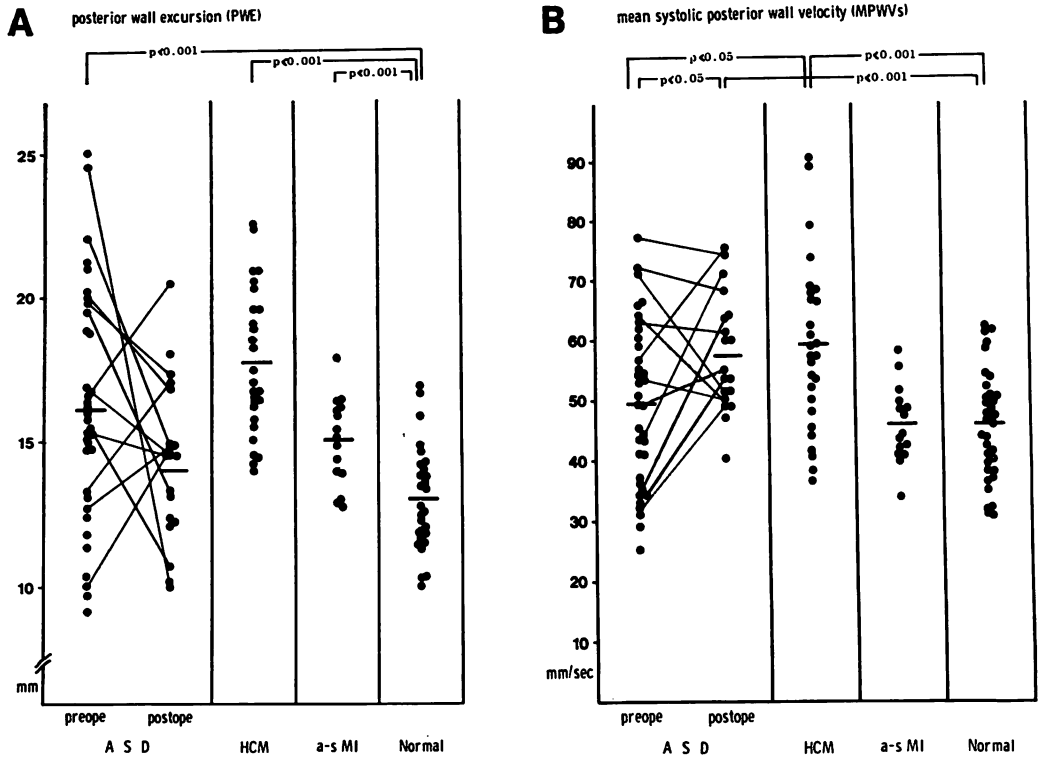 A posterior wall excursion (PWE)
p<0.001
p<0.001
p<0.001
25
20
15
10
mm
preope postope
A S D HCM a-s MI Normal
B mean systolic posterior wall velocity (MPWVs)
p<0.05 p<0.001
p<0.05 p<0.001
90
80
70
60
50
40
30
20
10
mm/sec
preope postope
A S D HCM a-s MI Normal